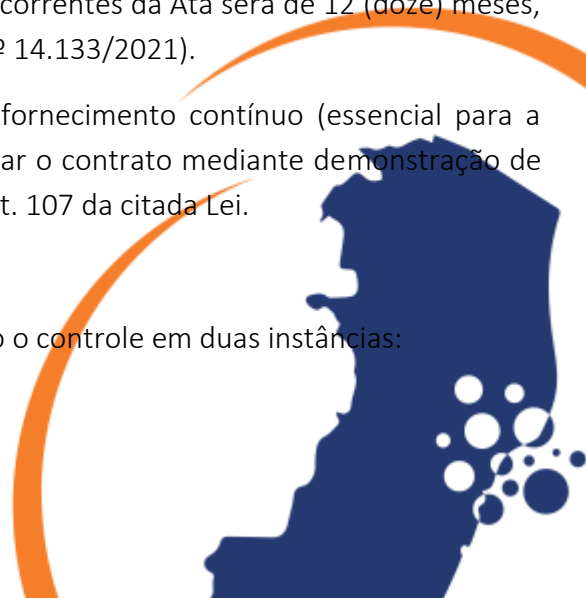 correntes da Ata será de 12 (doze) meses,
º 14.133/2021).
fornecimento contínuo (essencial para a
ar o contrato mediante demonstração de
t. 107 da citada Lei.
o controle em duas instâncias: